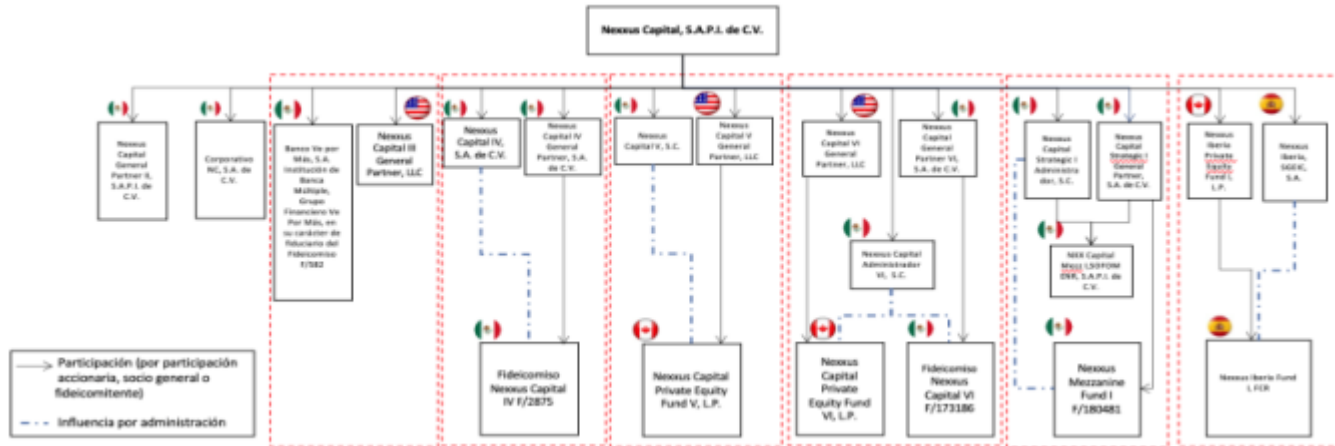 Nexxus Capital, S.A.P.I. de C.V.
Nexxus
Capital
General
Partner II,
S.A.P.I. de
C.V.
Corporativo
NC, S.A. de
C.V.
Banco Ve por
Más, S.A.
Institución de
Banca
Múltiple,
Grupo
Financiero Ve
Por Más, en
su carácter de
fiduciario del
Fideicomiso
F/582
Nexxus
Capital III
General
Partner, LLC
Nexxus
Capital IV,
S.A. de C.V.
Nexxus
Capital IV
General
Partner, S.A.
de C.V.
Nexxus
Capital V, S.C.
Nexxus
Capital V
General
Partner, LLC
Nexxus
Capital VI
General
Partner, LLC
Nexxus
Capital General
Partner VI,
S.A. de C.V.
Nexxus
Capital
Strategic I
Administra
dor, S.C.
Nexxus
Capital
Strategic I
General
Partner,
S.A. de C.V.
Nexxus
Iberia
Private
Equity
Fund I,
L.P.
Nexxus
Iberia,
SGEIC,
S.A.
Nexxus Capital
Administrador
VI, S.C.
NXX Capital
Mezz I,SOFOM
ENR, S.A.P.I. de
C.V.
Fideicomiso
Nexxus Capital
IV F/2875
Nexxus Capital
Private Equity
Fund V, L.P.
Nexxus
Capital
Private
Equity Fund
VI, L.P.
Fideicomiso
Nexxus
Capital VI
F/173186
Nexxus
Mezzanine
Fund I
F/180481
Nexxus Iberia Fund
I, FCR
Participación (por participación
accionaria, socio general o
fideicomitente)
Influencia por administración